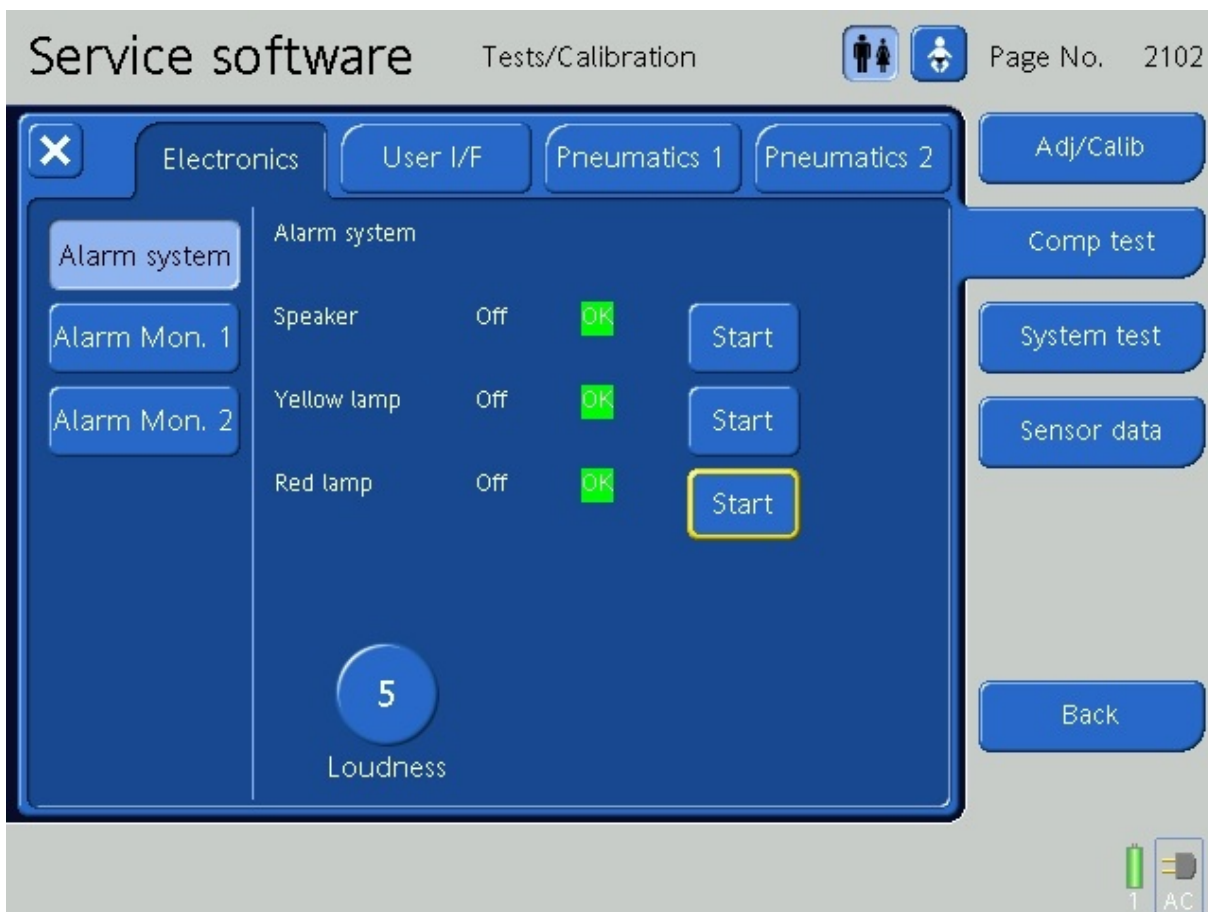 Service software Tests/Calibration Page No. 2102
Electronics User I/F Pneumatics 1 Pneumatics 2
Adj/Calib
Comp test
System test
Sensor data
Back
Alarm system
Alarm Mon. 1
Alarm Mon. 2
Alarm system
Speaker Off OK Start
Yellow lamp Off OK Start
Red lamp Off OK Start
5
Loudness
1 AC